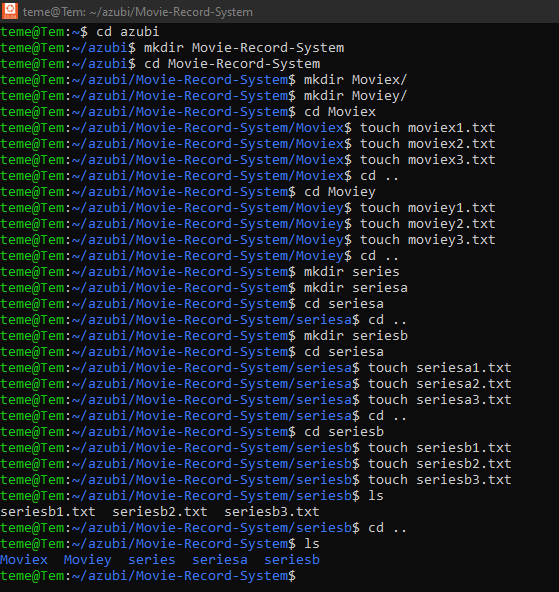 teme@Tem: ~/azubi/Movie-Record-System
teme@Tem:~$ cd azubi
teme@Tem:~/azubi$ mkdir Movie-Record-System
teme@Tem:~/azubi$ cd Movie-Record-System
teme@Tem:~/azubi/Movie-Record-System$ mkdir Moviex/
teme@Tem:~/azubi/Movie-Record-System$ mkdir Moviey/
teme@Tem:~/azubi/Movie-Record-System$ cd Moviex
teme@Tem:~/azubi/Movie-Record-System/Moviex$ touch moviex1.txt
teme@Tem:~/azubi/Movie-Record-System/Moviex$ touch moviex2.txt
teme@Tem:~/azubi/Movie-Record-System/Moviex$ touch moviex3.txt
teme@Tem:~/azubi/Movie-Record-System/Moviex$ cd ..
teme@Tem:~/azubi/Movie-Record-System$ cd Moviey
teme@Tem:~/azubi/Movie-Record-System/Moviey$ touch moviey1.txt
teme@Tem:~/azubi/Movie-Record-System/Moviey$ touch moviey2.txt
teme@Tem:~/azubi/Movie-Record-System/Moviey$ touch moviey3.txt
teme@Tem:~/azubi/Movie-Record-System/Moviey$ cd ..
teme@Tem:~/azubi/Movie-Record-System$ mkdir series
teme@Tem:~/azubi/Movie-Record-System$ mkdir seriesa
teme@Tem:~/azubi/Movie-Record-System$ cd seriesa
teme@Tem:~/azubi/Movie-Record-System/seriesa$ cd ..
teme@Tem:~/azubi/Movie-Record-System$ mkdir seriesb
teme@Tem:~/azubi/Movie-Record-System$ cd seriesa
teme@Tem:~/azubi/Movie-Record-System/seriesa$ touch seriesa1.txt
teme@Tem:~/azubi/Movie-Record-System/seriesa$ touch seriesa2.txt
teme@Tem:~/azubi/Movie-Record-System/seriesa$ touch seriesa3.txt
teme@Tem:~/azubi/Movie-Record-System/seriesa$ cd ..
teme@Tem:~/azubi/Movie-Record-System$ cd seriesb
teme@Tem:~/azubi/Movie-Record-System/seriesb$ touch seriesb1.txt
teme@Tem:~/azubi/Movie-Record-System/seriesb$ touch seriesb2.txt
teme@Tem:~/azubi/Movie-Record-System/seriesb$ touch seriesb3.txt
teme@Tem:~/azubi/Movie-Record-System/seriesb$ ls
seriesb1.txt  seriesb2.txt  seriesb3.txt
teme@Tem:~/azubi/Movie-Record-System/seriesb$ cd ..
teme@Tem:~/azubi/Movie-Record-System$ ls
Moviex  Moviey  series  seriesa  seriesb
teme@Tem:~/azubi/Movie-Record-System$